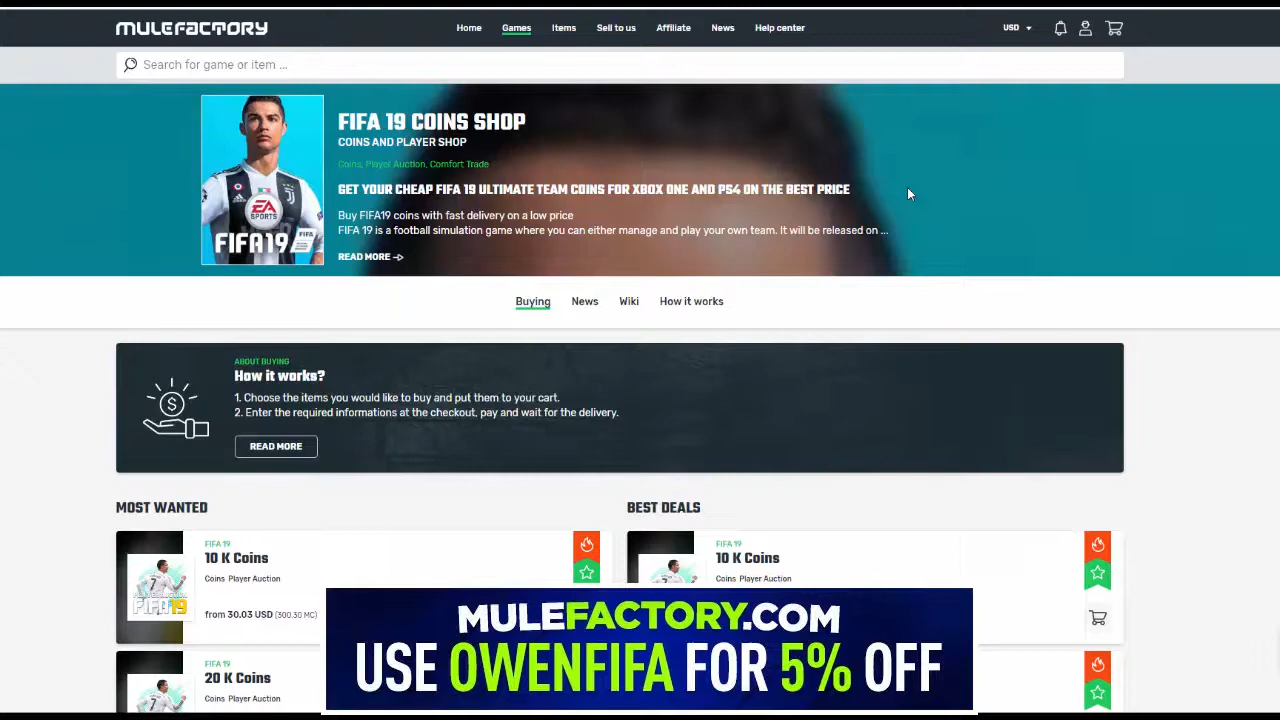 MULEFACTORY
Home Games Items Sell to us Affiliate News Help center
USD
Search for game or item ...
EA
SPORTS
FIFA19
FIFA 19 COINS SHOP
COINS AND PLAYER SHOP
Coins, Player Auction, Comfort Trade
GET YOUR CHEAP FIFA 19 ULTIMATE TEAM COINS FOR XBOX ONE AND PS4 ON THE BEST PRICE
Buy FIFA19 coins with fast delivery on a low price
FIFA 19 is a football simulation game where you can either manage and play your own team. It will be released on ...
READ MORE
Buying News Wiki How it works
ABOUT BUYING
How it works?
1. Choose the items you would like to buy and put them to your cart.
2. Enter the required informations at the checkout, pay and wait for the delivery.
READ MORE
MOST WANTED
FIFA 19
10 K Coins
Coins Player Auction
FIFA19
from 30.03 USD (300.30 MC)
FIFA 19
20 K Coins
Coins Player Auction
BEST DEALS
FIFA 19
10 K Coins
Coins Player Auction
MULEFACTORY.COM
USE OWENFIFA FOR 5% OFF